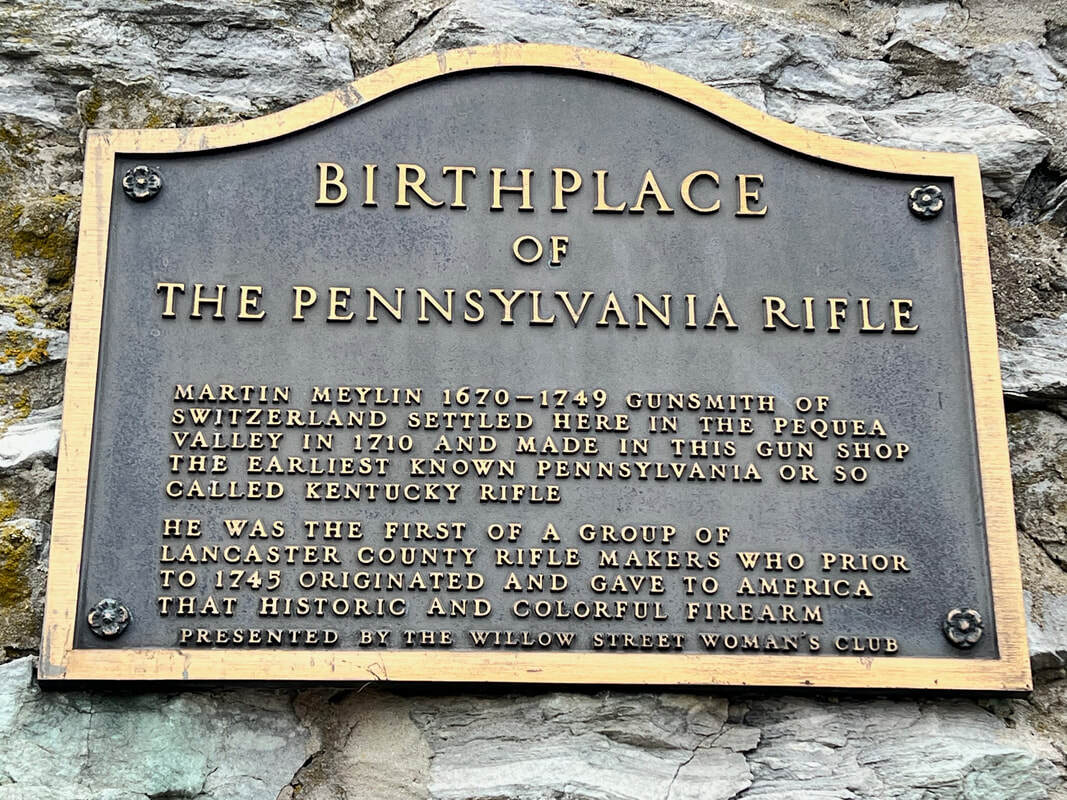 BIRTHPLACE
OF
THE PENNSYLVANIA RIFLE
MARTIN MEYLIN 1670-1749 GUNSMITH OF
SWITZERLAND SETTLED HERE IN THE PEQUEA
VALLEY IN 1710 AND MADE IN THIS GUN SHOP
THE EARLIEST KNOWN PENNSYLVANIA OR SO
CALLED KENTUCKY RIFLE
HE WAS THE FIRST OF A GROUP OF
LANCASTER COUNTY RIFLE MAKERS WHO PRIOR
TO 1745 ORIGINATED AND GAVE TO AMERICA
THAT HISTORIC AND COLORFUL FIREARM
PRESENTED BY THE WILLOW STREET WOMAN'S CLUB